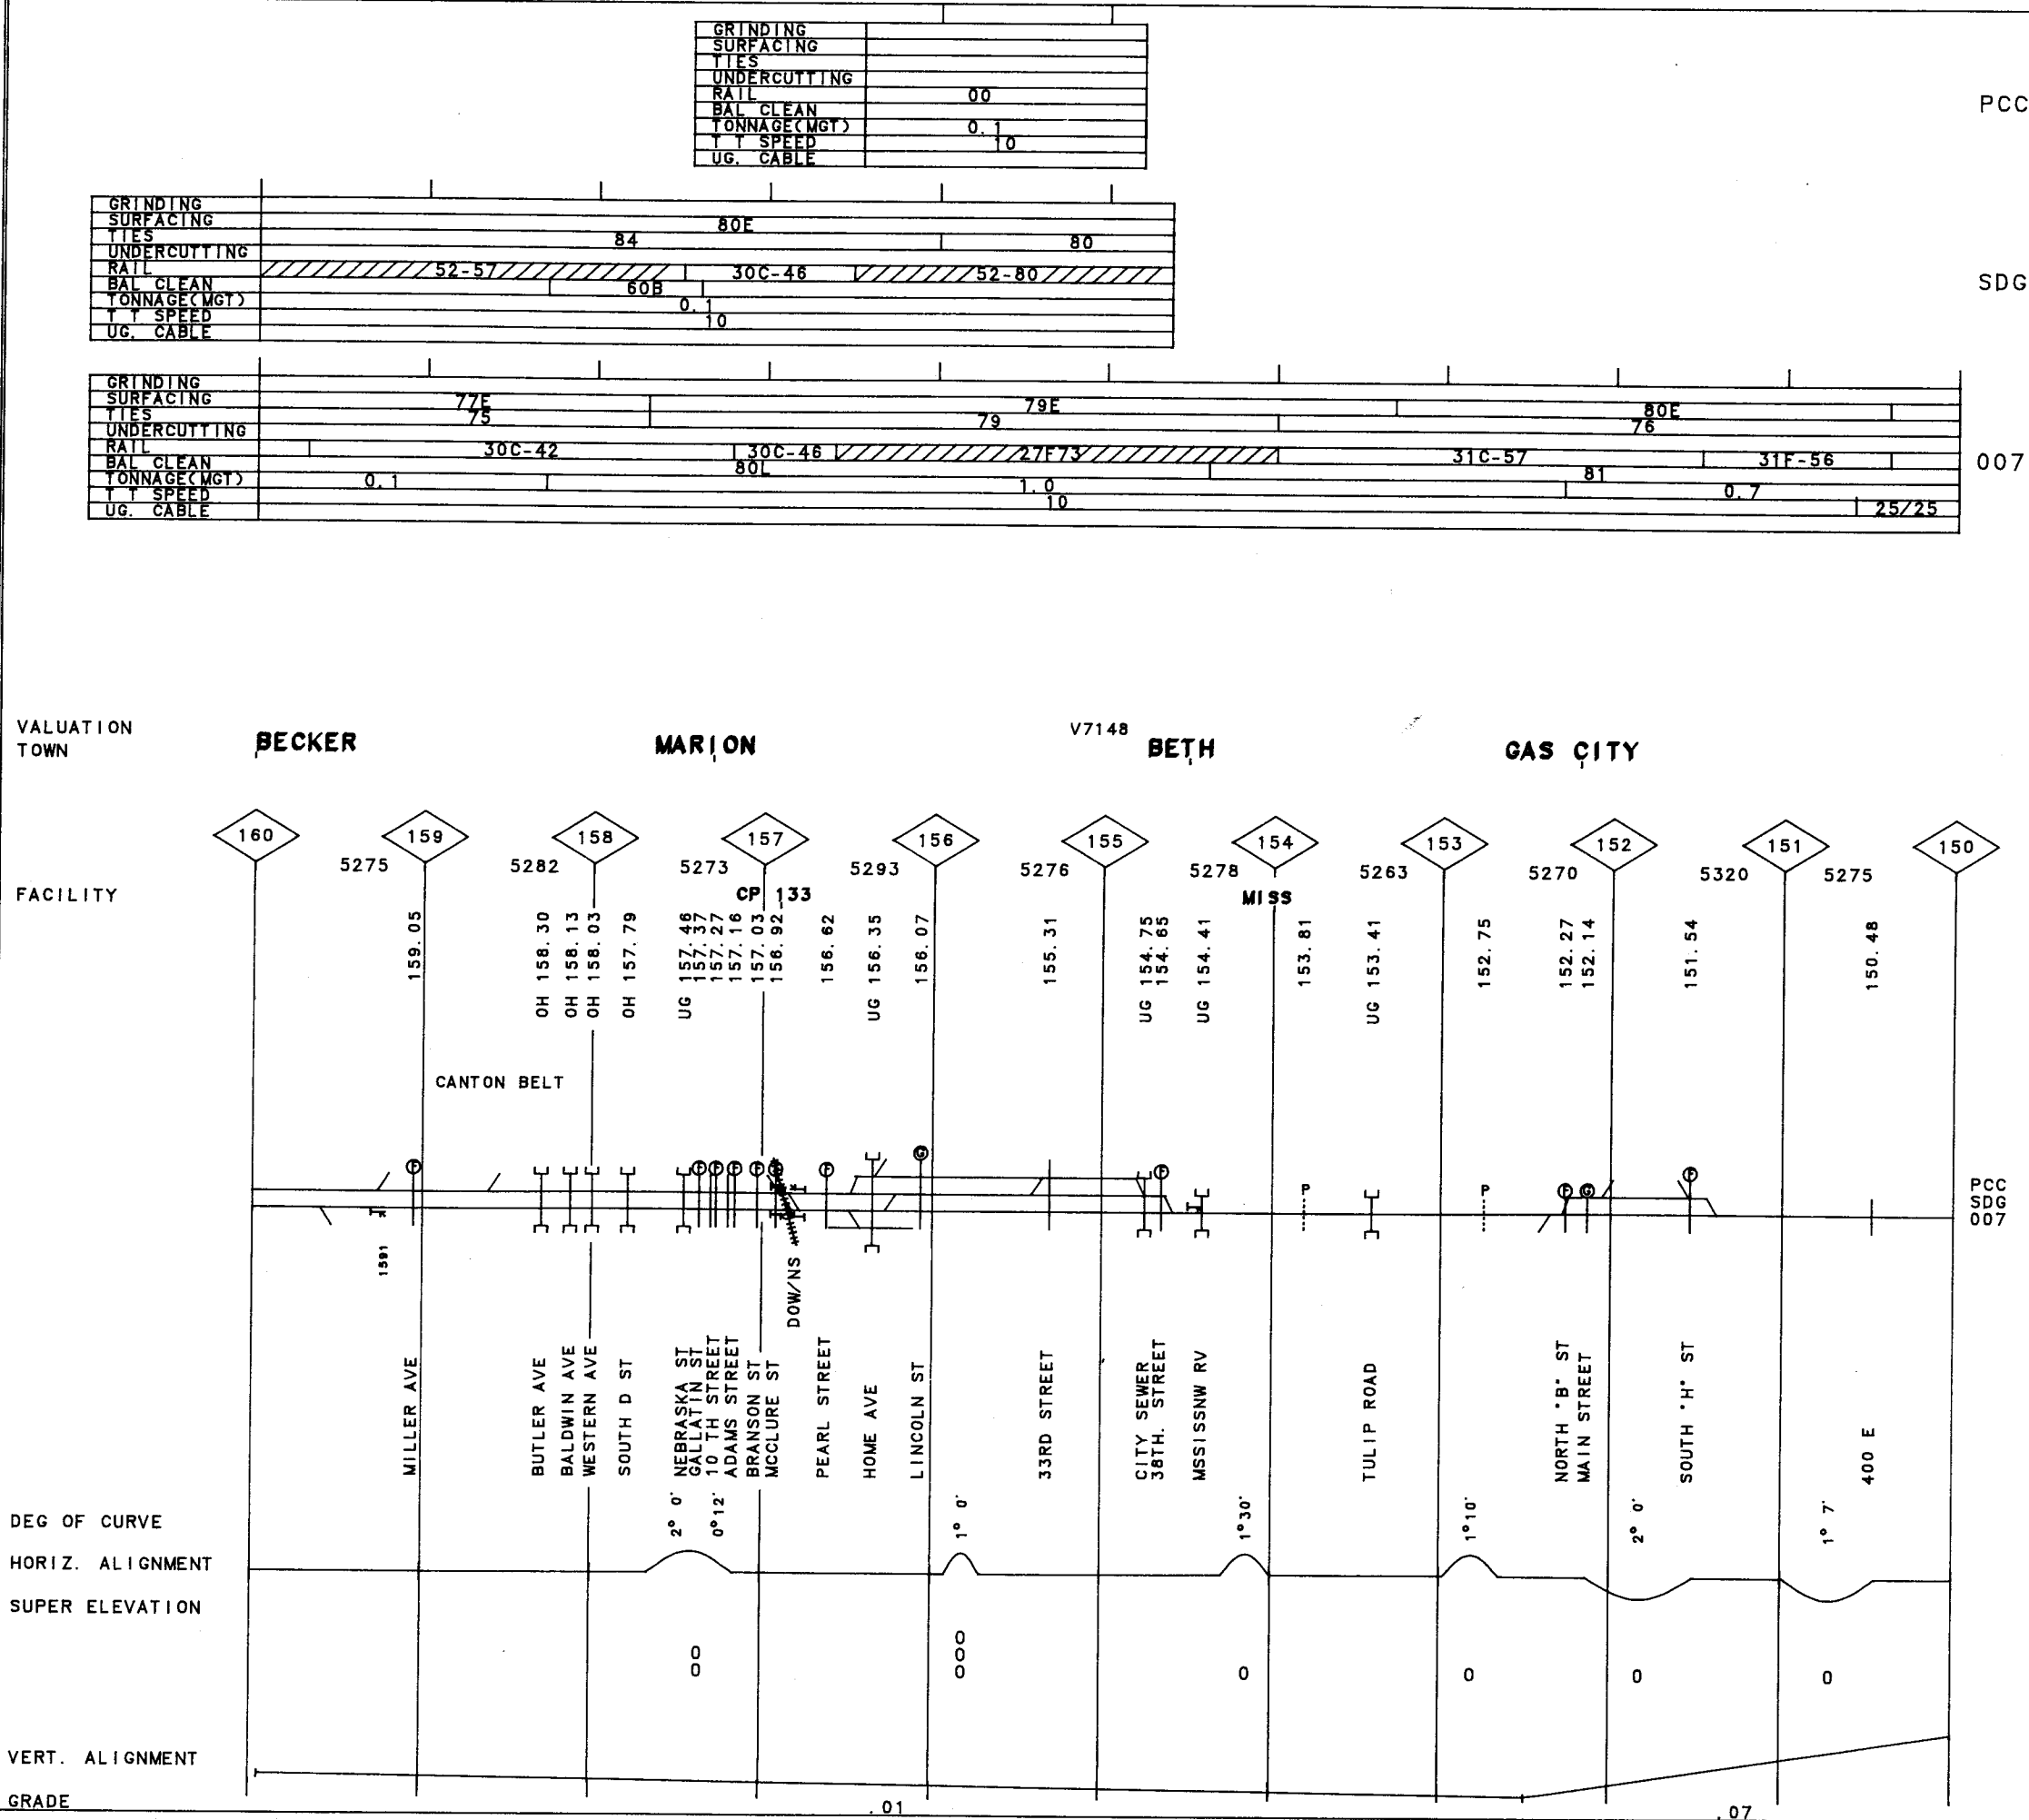 GRINDING
SURFACING
TIES
UNDERCUTTING
RAIL 00
BAL CLEAN
TONNAGE(MGT) 0.1
T T SPEED 10
UG. CABLE
PCC
GRINDING
SURFACING 80E
TIES 84 80
UNDERCUTTING
RAIL 52-57 30C-46 52-80
BAL CLEAN 60B
TONNAGE(MGT) 0.1
T T SPEED 10
UG. CABLE
SDG
GRINDING
SURFACING 77E 79E 80E
TIES 75 79 76
UNDERCUTTING
RAIL 30C-42 30C-46 27F73 31C-57 31F-56
BAL CLEAN 80L 81
TONNAGE(MGT) 0.1 1.0 0.7
T T SPEED 10 25/25
UG. CABLE
007
VALUATION V7148
TOWN BECKER MARION BETH GAS CITY
160 159 158 157 156 155 154 153 152 151 150
5275 5282 5273 5293 5276 5278 5263 5270 5320 5275
FACILITY CP 133 MISS
159.05
OH 158.30
OH 158.13
OH 158.03
OH 157.79
UG 157.46
157.37
157.27
157.16
157.03
156.92
156.62
UG 156.35
156.07
155.31
UG 154.75
154.65
UG 154.41
153.81
UG 153.41
152.75
152.27
152.14
151.54
150.48
CANTON BELT
F F F F F F F G F P P F G F
PCC
SDG
007
1591
DOW/NS
MILLER AVE
BUTLER AVE
BALDWIN AVE
WESTERN AVE
SOUTH D ST
NEBRASKA ST
GALLATIN ST
10 TH STREET
ADAMS STREET
BRANSON ST
MCCLURE ST
PEARL STREET
HOME AVE
LINCOLN ST
33RD STREET
CITY SEWER
38TH. STREET
MSSISSNW RV
TULIP ROAD
NORTH "B" ST
MAIN STREET
SOUTH "H" ST
400 E
DEG OF CURVE 2° 0' 0°12' 1° 0' 1°30' 1°10' 2° 0' 1° 7'
HORIZ. ALIGNMENT
SUPER ELEVATION
0
0 0
0 0 0 0 0 0
VERT. ALIGNMENT
GRADE .01 .07